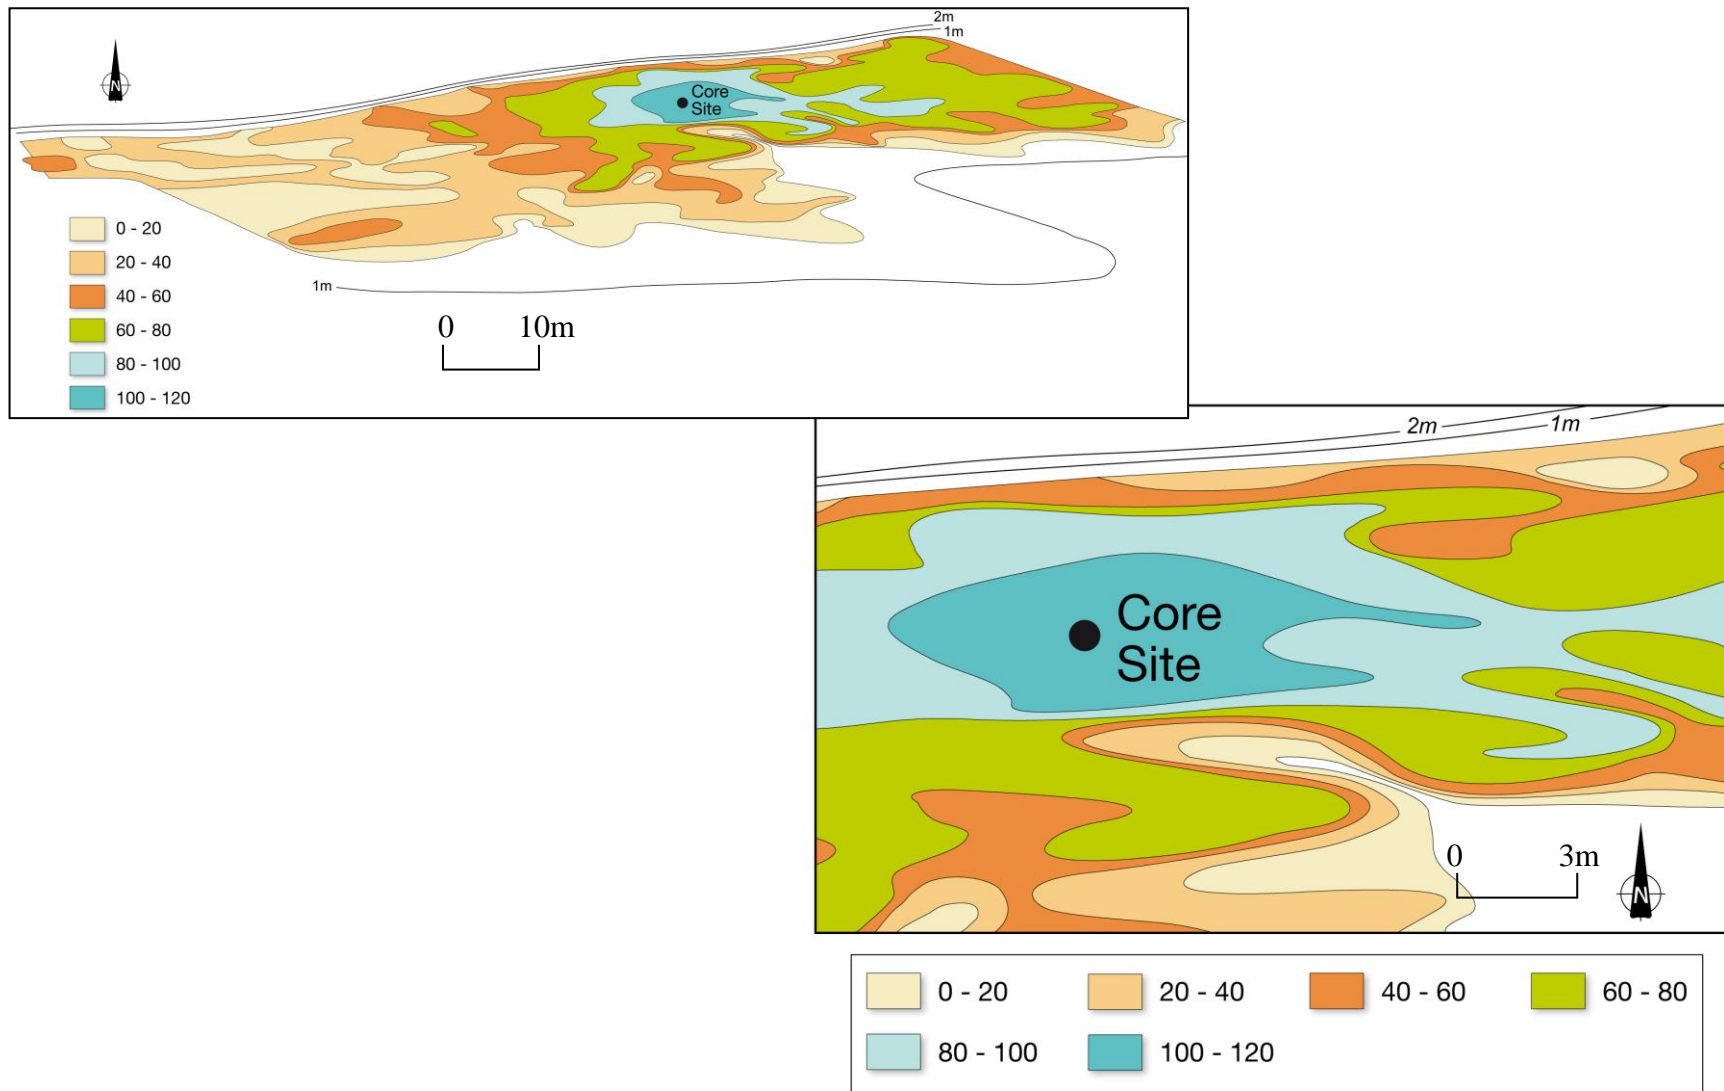 2m
1m
N
Core
Site
0 - 20
20 - 40
40 - 60
60 - 80
80 - 100
100 - 120
1m
0 10m
2m 1m
Core
Site
0 3m
N
0 - 20 20 - 40 40 - 60 60 - 80
80 - 100 100 - 120